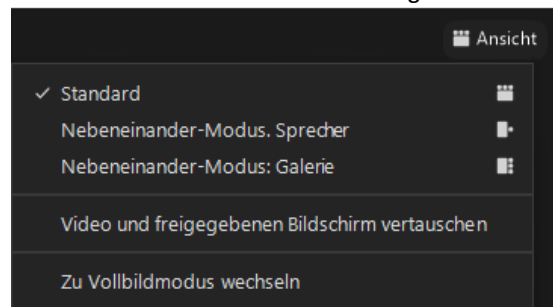 Ansicht
Standard
Nebeneinander-Modus. Sprecher
Nebeneinander-Modus: Galerie
Video und freigegebenen Bildschirm vertauschen
Zu Vollbildmodus wechseln